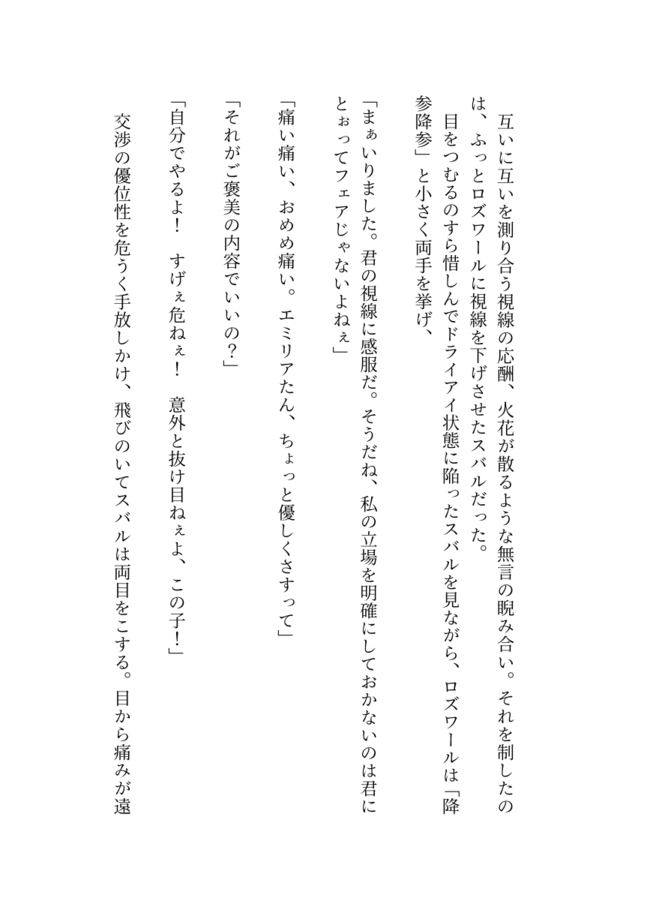 互いに互いを測り合う視線の応酬、火花が散るような無言の睨み合い。それを制したの
は、ふっとロズワールに視線を下げさせたスバルだった。
　目をつむるのすら惜しんでドライアイ状態に陥ったスバルを見ながら、ロズワールは「降
参降参」と小さく両手を挙げ、
「まぁいりました。君の視線に感服だ。そうだね、私の立場を明確にしておかないのは君に
とぉってフェアじゃないよねぇ」
「痛い痛い、おめめ痛い。エミリアたん、ちょっと優しくさすって」
「それがご褒美の内容でいいの？」
「自分でやるよ！　すげぇ危ねぇ！　意外と抜け目ねぇよ、この子！」
　交渉の優位性を危うく手放しかけ、飛びのいてスバルは両目をこする。目から痛みが遠